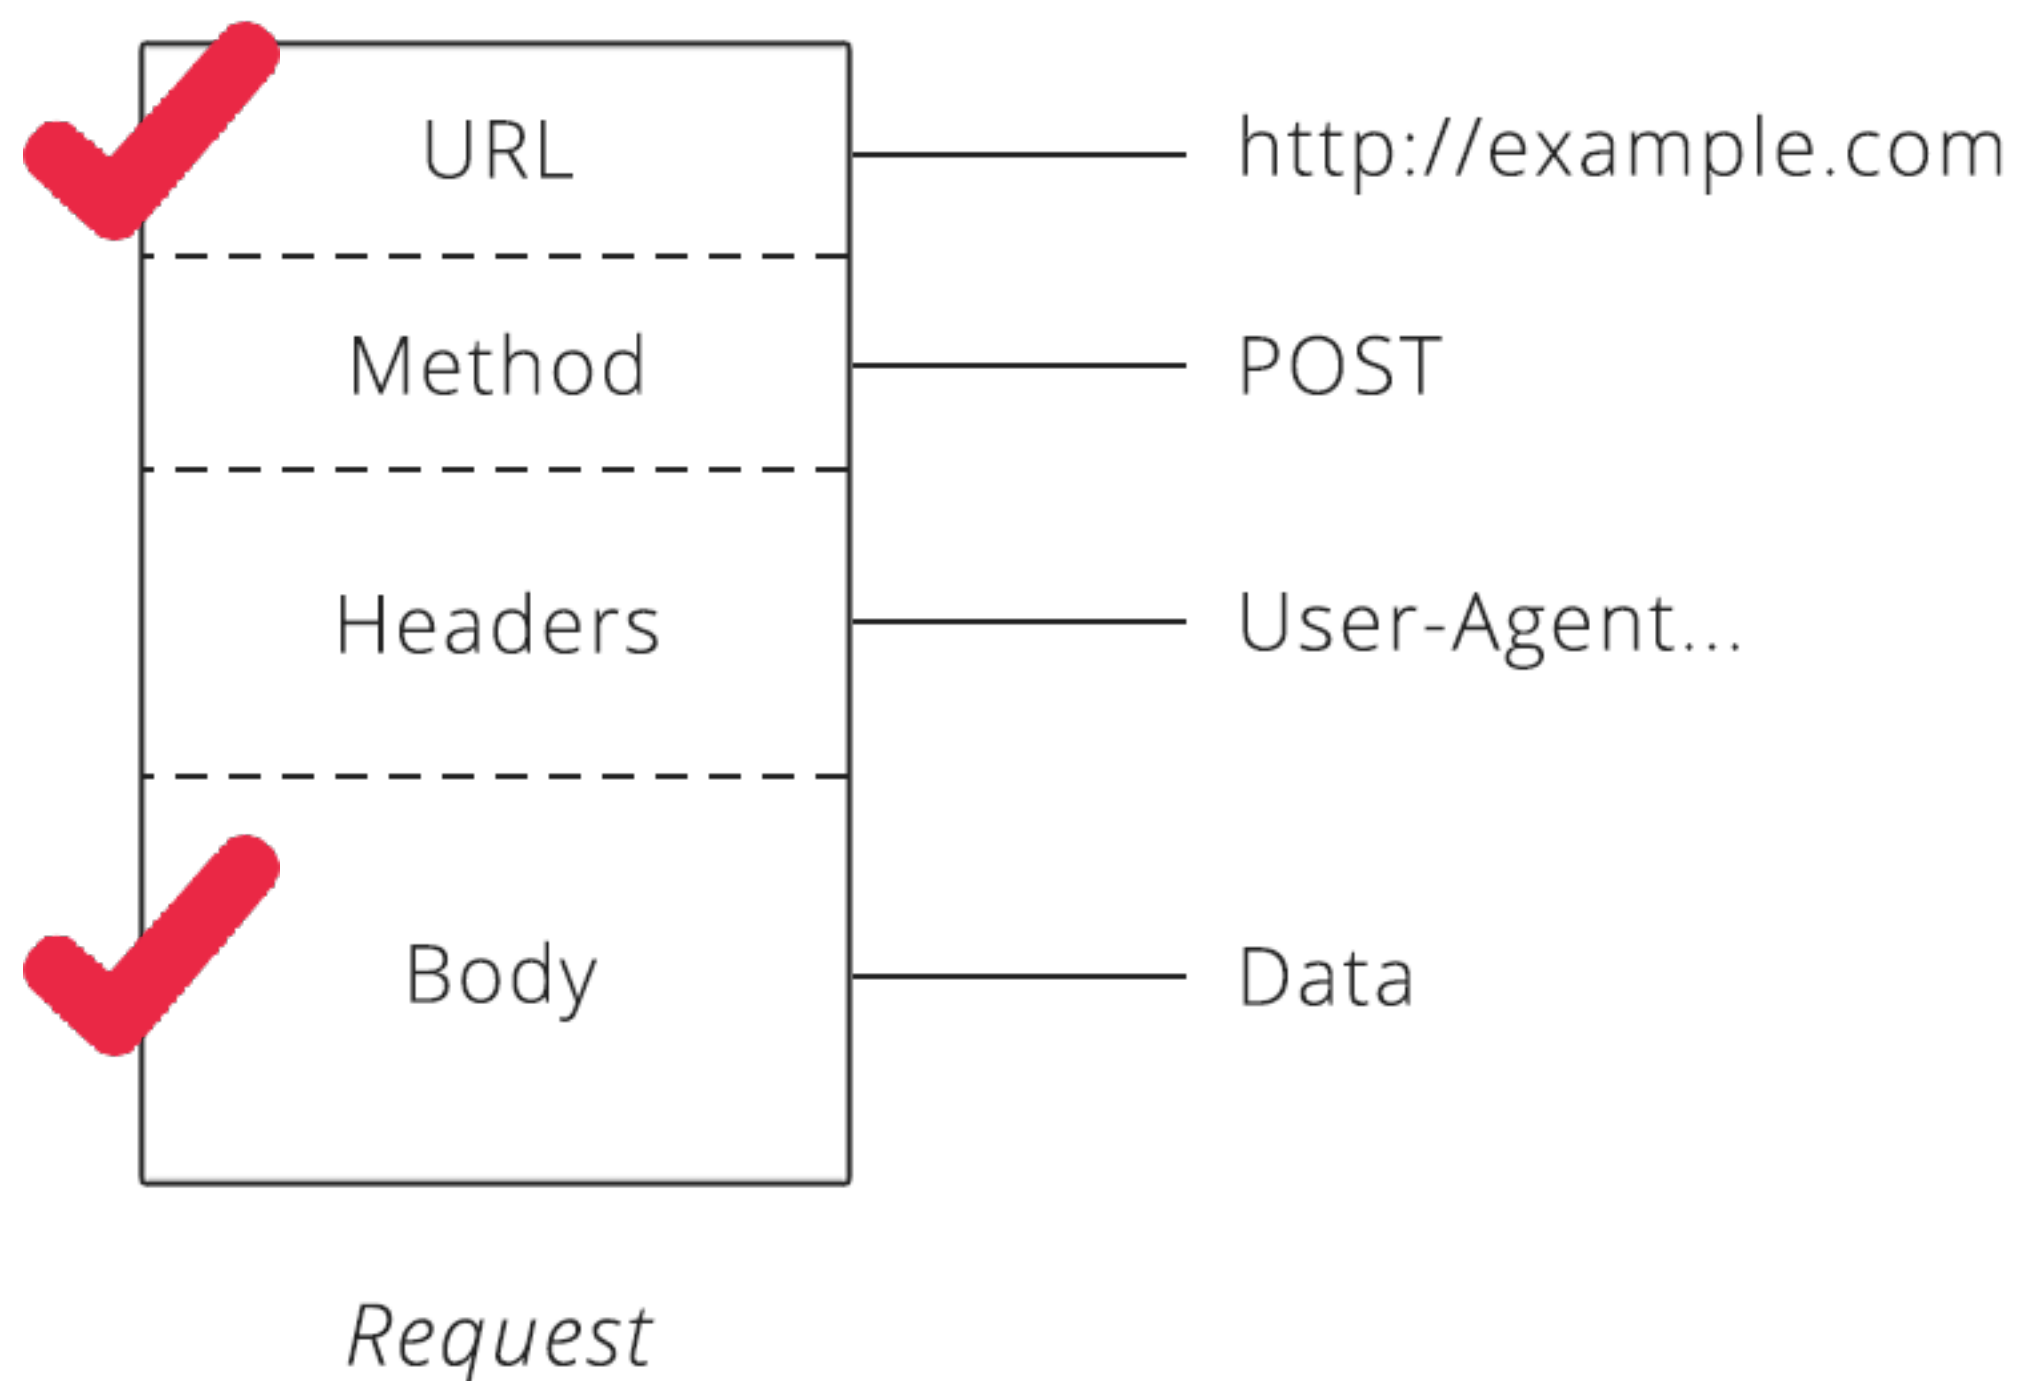 URL http://example.com
Method POST
Headers User-Agent...
Body Data
Request